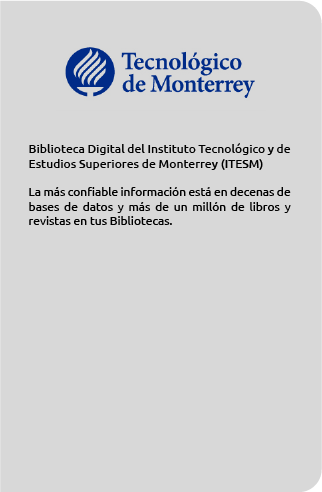 Tecnológico
de Monterrey
Biblioteca Digital del Instituto Tecnológico y de
Estudios Superiores de Monterrey (ITESM)
La más confiable información está en decenas de
bases de datos y más de un millón de libros y
revistas en tus Bibliotecas.